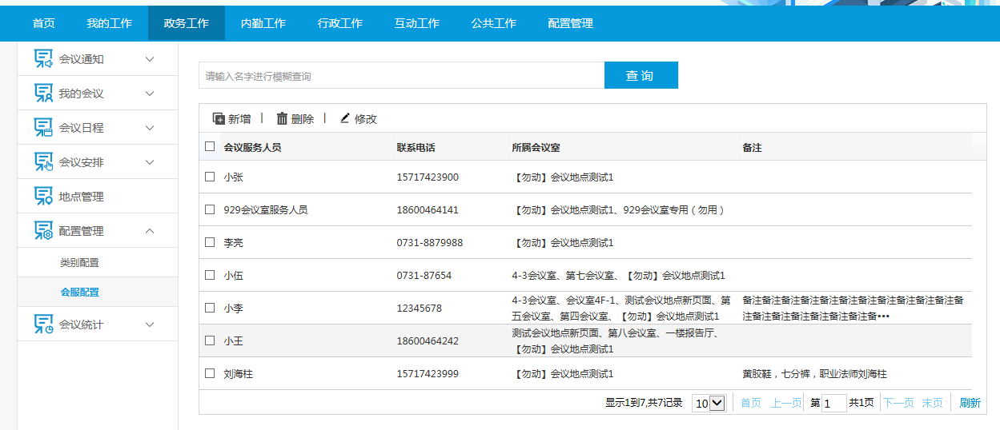 首页 我的工作 政务工作 内勤工作 行政工作 互动工作 公共工作 配置管理
会议通知
我的会议
会议日程
会议安排
地点管理
配置管理
类别配置
会服配置
会议统计
请输入名字进行模糊查询 查 询
新增 | 删除 | 修改
会议服务人员 联系电话 所属会议室 备注
小张 15717423900 【勿动】会议地点测试1
929会议室服务人员 18600464141 【勿动】会议地点测试1、929会议室专用（勿用）
李亮 0731-8879988 【勿动】会议地点测试1
小伍 0731-87654 4-3会议室、第七会议室、【勿动】会议地点测试1
小李 12345678 4-3会议室、会议室4F-1、测试会议地点新页面、第 备注备注备注备注备注备注备注备注备注备注备注备
五会议室、第四会议室、【勿动】会议地点测试1 注备注备注备注备注备注备注备•••
小王 18600464242 测试会议地点新页面、第八会议室、一楼报告厅、
【勿动】会议地点测试1
刘海柱 15717423999 【勿动】会议地点测试1 黄胶鞋，七分裤，职业法师刘海柱
显示1到7,共7记录 10 首页 上一页 第 1 共1页 下一页 末页 刷新